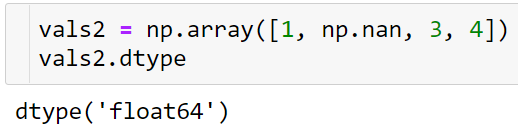 vals2 = np.array([1, np.nan, 3, 4])
vals2.dtype
dtype('float64')